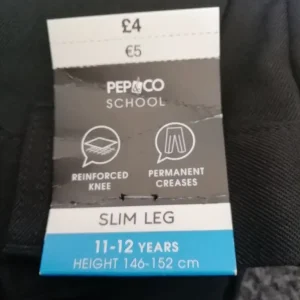 £4
€5
PEP&CO
SCHOOL
REINFORCED
KNEE
PERMANENT
CREASES
SLIM LEG
11-12 YEARS
HEIGHT 146-152 cm